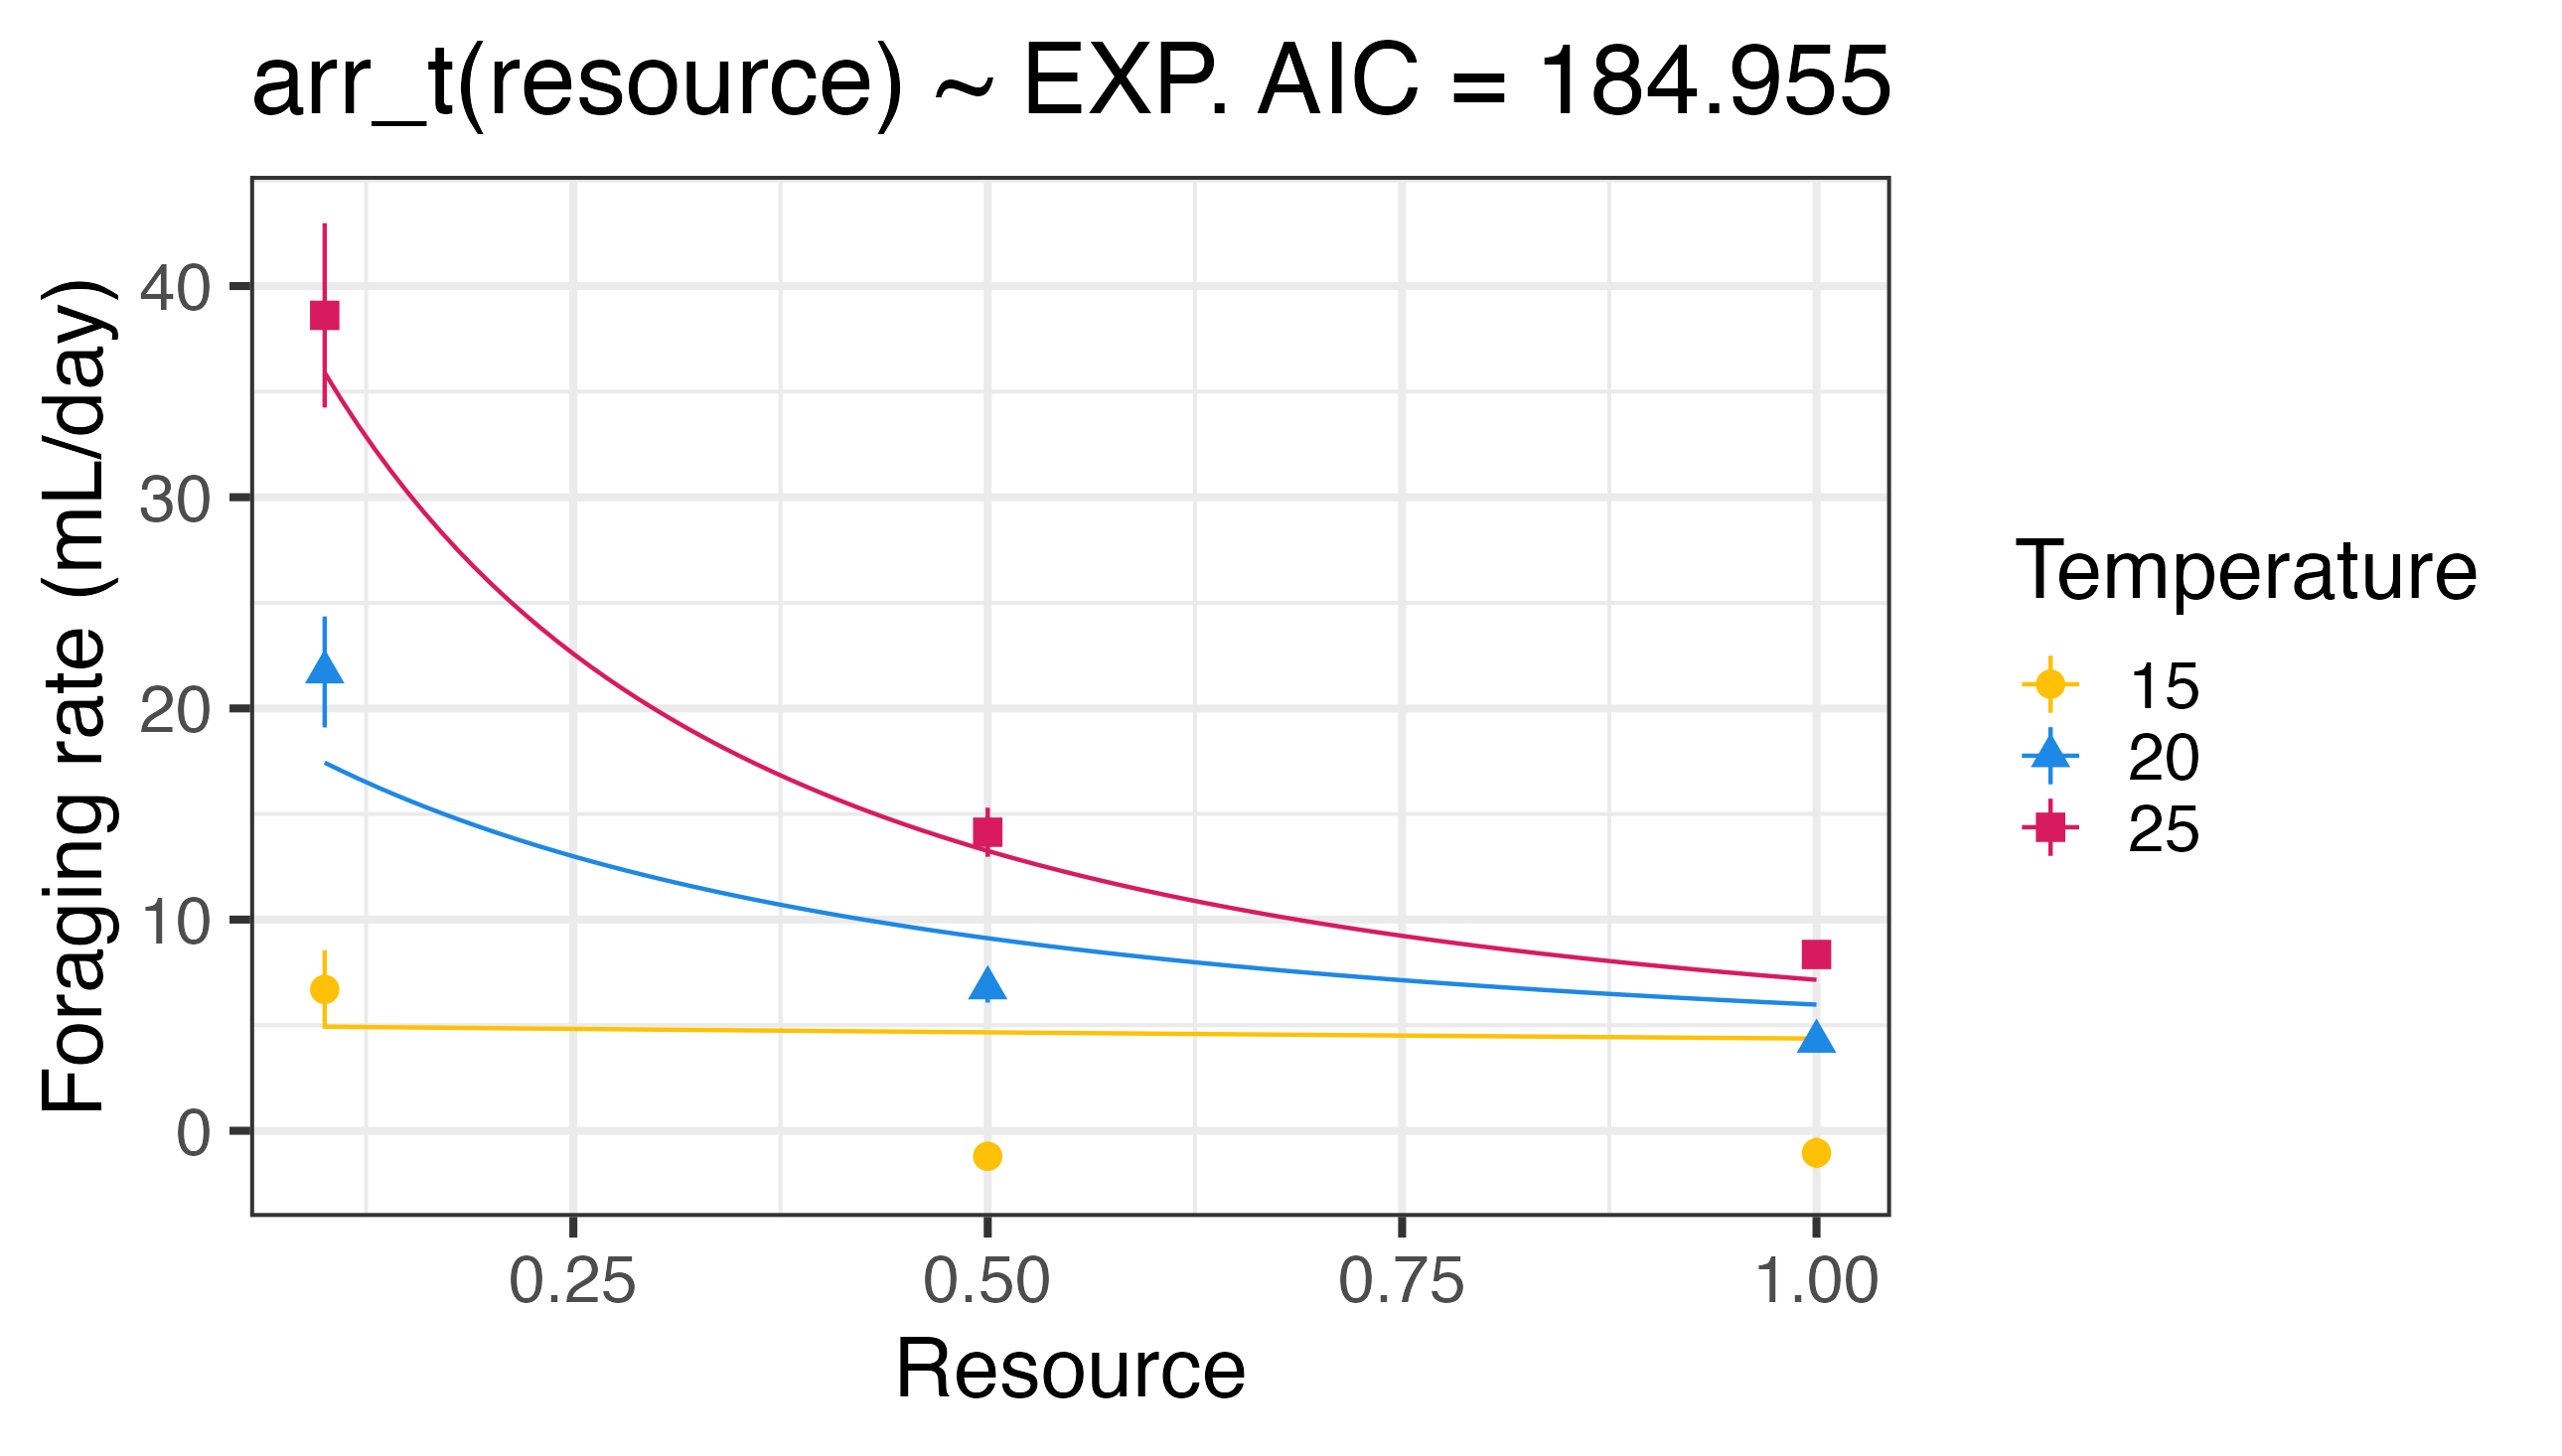 arr_t(resource) ~ EXP. AIC = 184.955
Foraging rate (mL/day)
40
30
20
10
0
0.25 0.50 0.75 1.00
Resource
Temperature
15
20
25